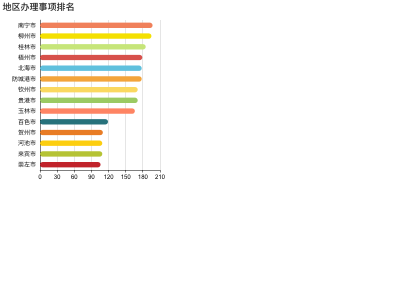 地区办理事项排名
南宁市
柳州市
桂林市
梧州市
北海市
防城港市
钦州市
贵港市
玉林市
百色市
贺州市
河池市
来宾市
崇左市
0 30 60 90 120 150 180 210